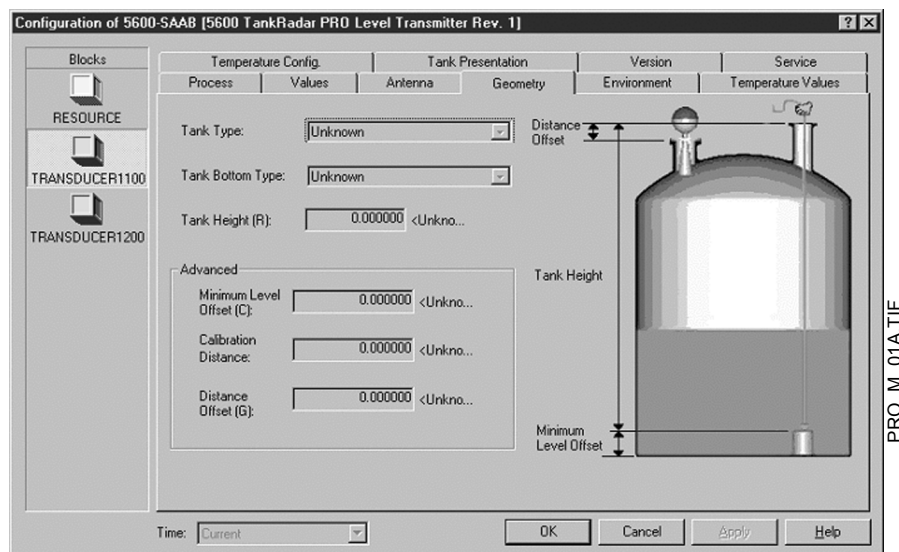 Configuration of 5600-SAAB [5600 TankRadar PRO Level Transmitter Rev. 1]
Blocks
RESOURCE
TRANSDUCER1100
TRANSDUCER1200
Temperature Config.
Tank Presentation
Version
Service
Process
Values
Antenna
Geometry
Environment
Temperature Values
Tank Type:
Unknown
Tank Bottom Type:
Unknown
Tank Height (R):
0.000000
<Unkno...
Advanced
Minimum Level
Offset (C):
0.000000
<Unkno...
Calibration
Distance:
0.000000
<Unkno...
Distance
Offset (G):
0.000000
<Unkno...
Distance
Offset
Tank Height
Minimum
Level Offset
Time:
Current
OK
Cancel
Apply
Help
PRO_M_01A.TIF